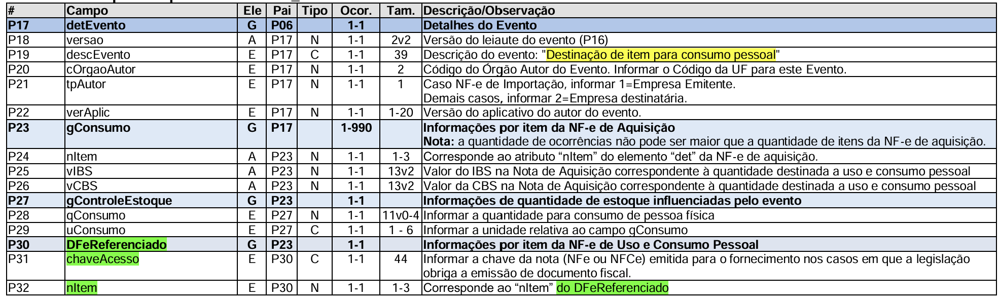 # Campo Ele Pai Tipo Ocor. Tam. Descrição/Observação
P17 detEvento G P06 1-1 Detalhes do Evento
P18 versao A P17 N 1-1 2v2 Versão do leiaute do evento (P16)
P19 descEvento E P17 C 1-1 39 Descrição do evento: "Destinação de item para consumo pessoal"
P20 cOrgaoAutor E P17 N 1-1 2 Código do Órgão Autor do Evento. Informar o Código da UF para este Evento.
P21 tpAutor E P17 N 1-1 1 Caso NF-e de Importação, informar 1=Empresa Emitente.
Demais casos, informar 2=Empresa destinatária.
P22 verAplic E P17 N 1-1 1-20 Versão do aplicativo do autor do evento.
P23 gConsumo G P17 1-990 Informações por item da NF-e de Aquisição
Nota: a quantidade de ocorrências não pode ser maior que a quantidade de itens da NF-e de aquisição.
P24 nItem A P23 N 1-1 1-3 Corresponde ao atributo “nItem” do elemento “det” da NF-e de aquisição.
P25 vIBS A P23 N 1-1 13v2 Valor do IBS na Nota de Aquisição correspondente à quantidade destinada a uso e consumo pessoal
P26 vCBS A P23 N 1-1 13v2 Valor da CBS na Nota de Aquisição correspondente à quantidade destinada a uso e consumo pessoal
P27 gControleEstoque G P23 1-1 Informações de quantidade de estoque influenciadas pelo evento
P28 qConsumo E P27 N 1-1 11v0-4 Informar a quantidade para consumo de pessoa física
P29 uConsumo E P27 C 1-1 1 - 6 Informar a unidade relativa ao campo gConsumo
P30 DFeReferenciado G P23 1-1 Informações por item da NF-e de Uso e Consumo Pessoal
P31 chaveAcesso E P30 C 1-1 44 Informar a chave da nota (NFe ou NFCe) emitida para o fornecimento nos casos em que a legislação
obriga a emissão de documento fiscal.
P32 nItem E P30 N 1-1 1-3 Corresponde ao “nItem” do DFeReferenciado